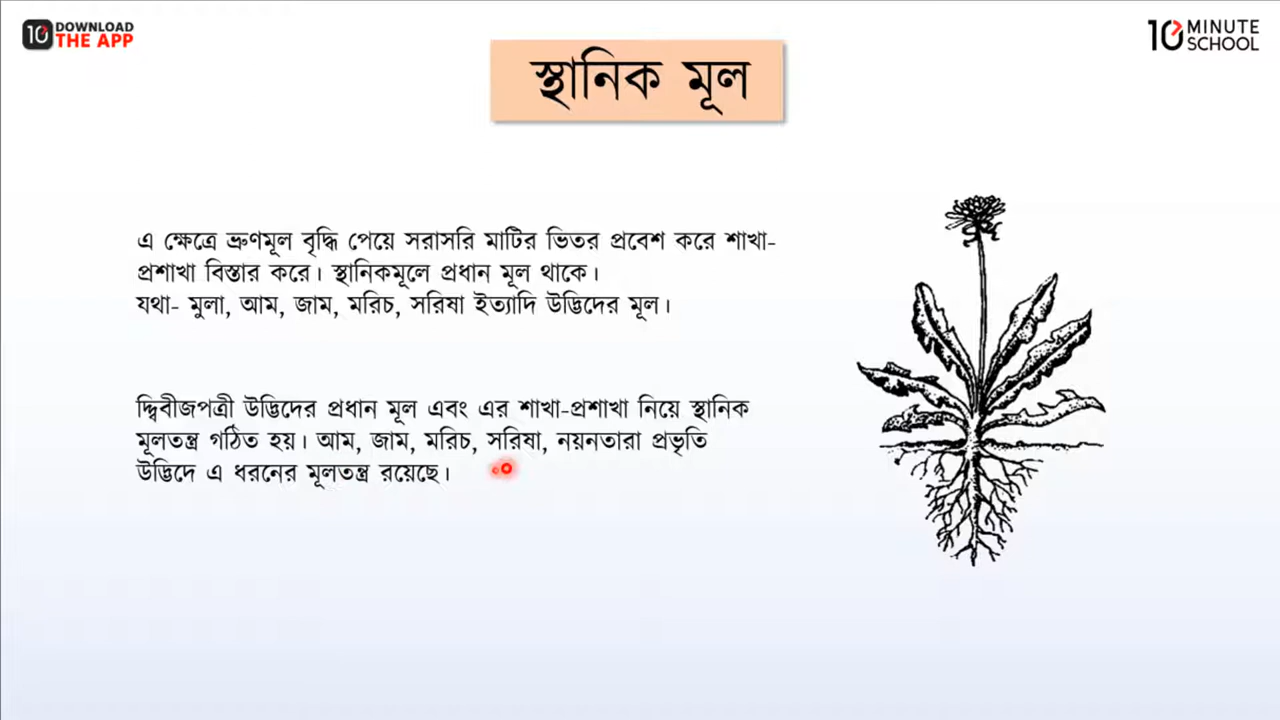 DOWNLOAD
THE APP
10 MINUTE
SCHOOL
স্থানিক মূল
এ ক্ষেত্রে ভ্রুণমূল বৃদ্ধি পেয়ে সরাসরি মাটির ভিতর প্রবেশ করে শাখা-
প্রশাখা বিস্তার করে। স্থানিকমূলে প্রধান মূল থাকে।
যথা- মুলা, আম, জাম, মরিচ, সরিষা ইত্যাদি উদ্ভিদের মূল।
দ্বিবীজপত্রী উদ্ভিদের প্রধান মূল এবং এর শাখা-প্রশাখা নিয়ে স্থানিক
মূলতন্ত্র গঠিত হয়। আম, জাম, মরিচ, সরিষা, নয়নতারা প্রভৃতি
উদ্ভিদে এ ধরনের মূলতন্ত্র রয়েছে।